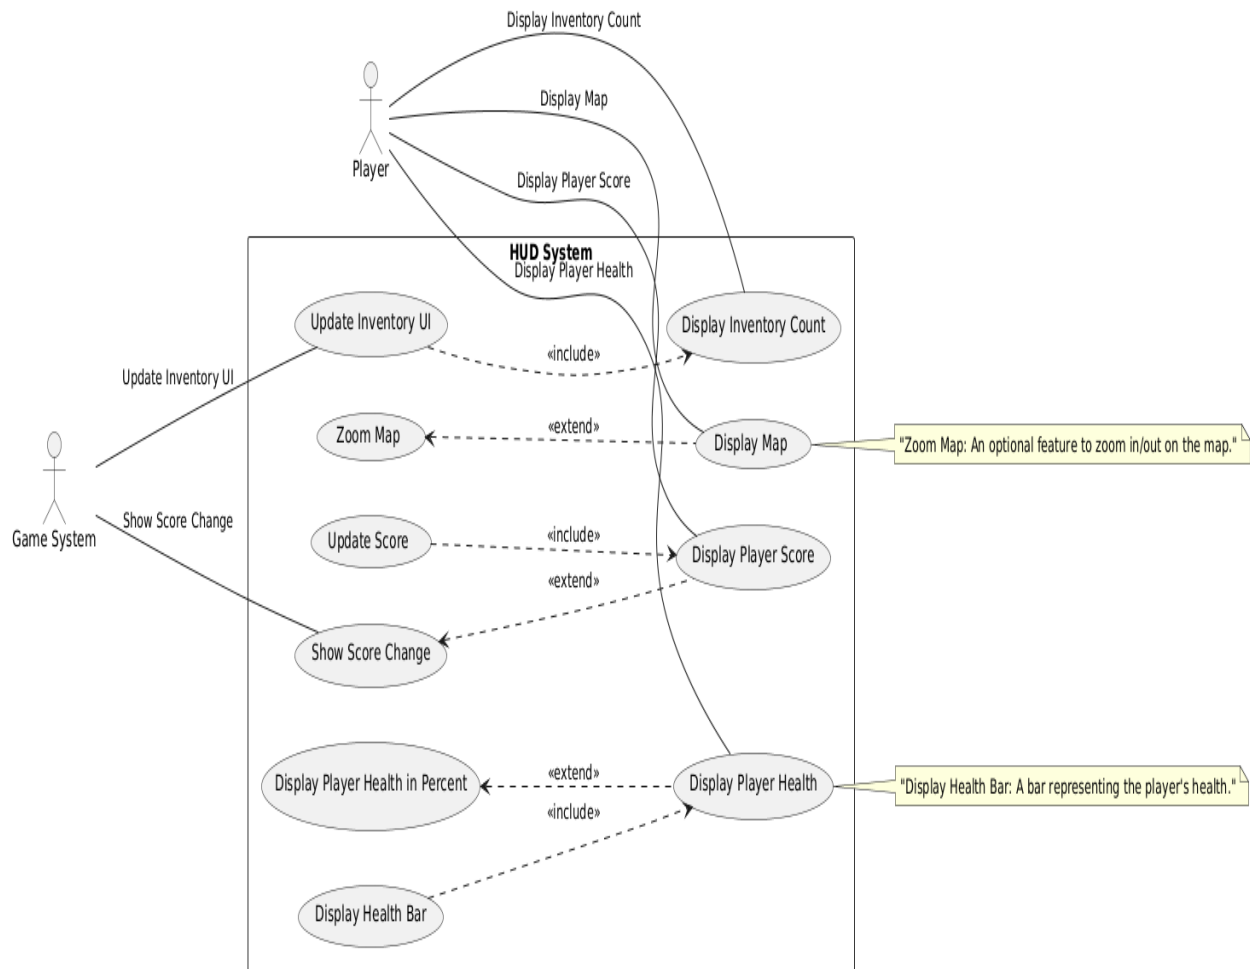 Display Inventory Count
Display Map
Player
Display Player Score
HUD System
Display Player Health
Update Inventory UI
Display Inventory Count
«include»
Update Inventory UI
Zoom Map
«extend»
Display Map
"Zoom Map: An optional feature to zoom in/out on the map."
Game System
Show Score Change
Update Score
«include»
Display Player Score
«extend»
Show Score Change
Display Player Health in Percent
«extend»
Display Player Health
"Display Health Bar: A bar representing the player's health."
«include»
Display Health Bar